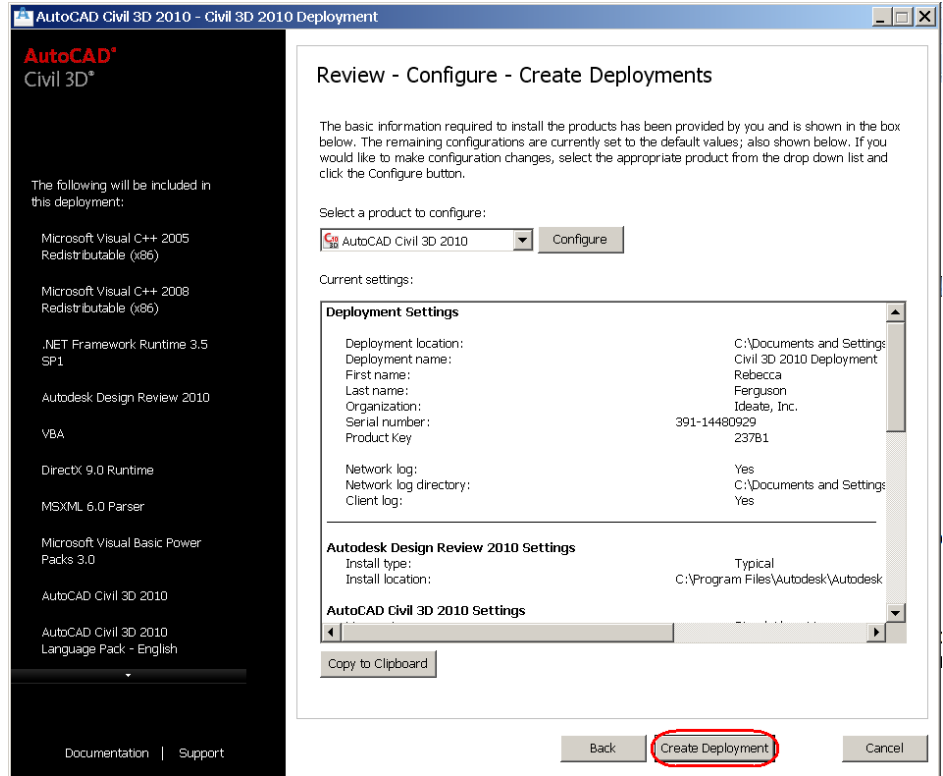 AutoCAD Civil 3D 2010 - Civil 3D 2010 Deployment
AutoCAD®
Civil 3D®
The following will be included in
this deployment:
Microsoft Visual C++ 2005
Redistributable (x86)
Microsoft Visual C++ 2008
Redistributable (x86)
.NET Framework Runtime 3.5
SP1
Autodesk Design Review 2010
VBA
DirectX 9.0 Runtime
MSXML 6.0 Parser
Microsoft Visual Basic Power
Packs 3.0
AutoCAD Civil 3D 2010
AutoCAD Civil 3D 2010
Language Pack - English
Documentation | Support
Review - Configure - Create Deployments
The basic information required to install the products has been provided by you and is shown in the box
below. The remaining configurations are currently set to the default values; also shown below. If you
would like to make configuration changes, select the appropriate product from the drop down list and
click the Configure button.
Select a product to configure:
AutoCAD Civil 3D 2010 Configure
Current settings:
Deployment Settings
Deployment location: C:\Documents and Settings
Deployment name: Civil 3D 2010 Deployment
First name: Rebecca
Last name: Ferguson
Organization: Ideate, Inc.
Serial number: 391-14480929
Product Key 237B1
Network log: Yes
Network log directory: C:\Documents and Settings
Client log: Yes
Autodesk Design Review 2010 Settings
Install type: Typical
Install location: C:\Program Files\Autodesk\Autodesk
AutoCAD Civil 3D 2010 Settings
Copy to Clipboard
Back Create Deployment Cancel